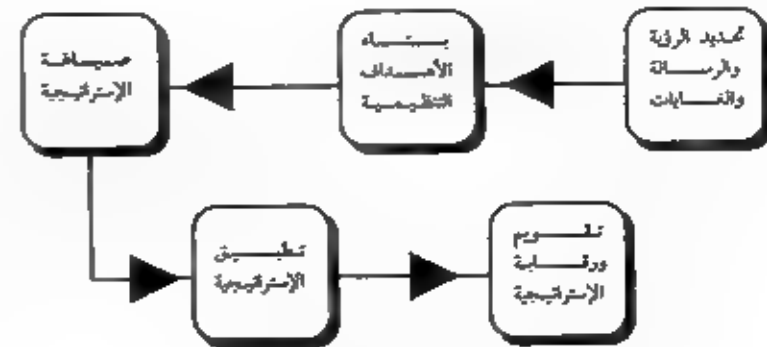 تحديد الرؤية
والرسالة
والغايات
بناء
الأهداف
التنظيمية
صياغة
الإستراتيجية
تطبيق
الإستراتيجية
تقويم
ورقابة
الإستراتيجية